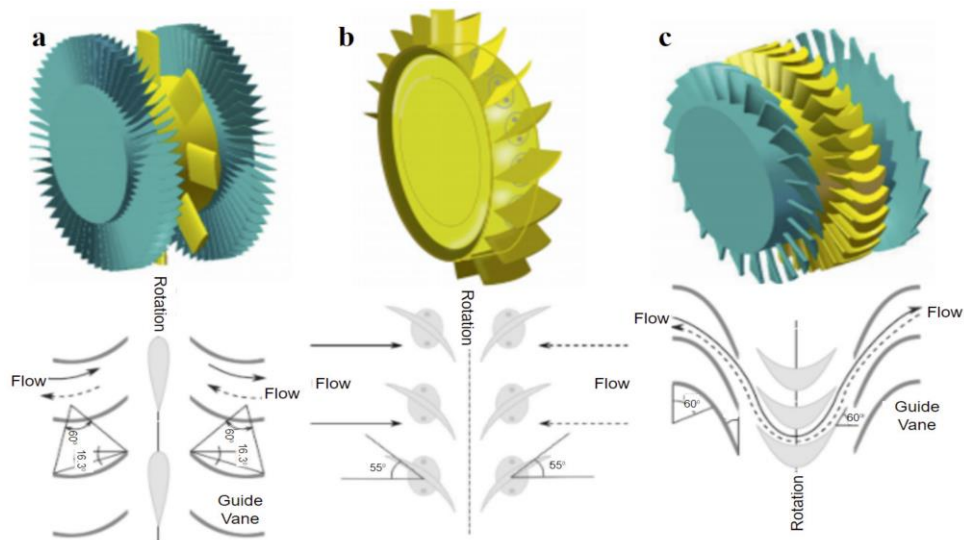 a
b
c
Rotation
Flow
Flow
60°
16.3°
60°
16.3°
Guide
Vane
Rotation
Flow
Flow
55°
55°
Flow
Flow
60°
60°
Guide
Vane
Rotation